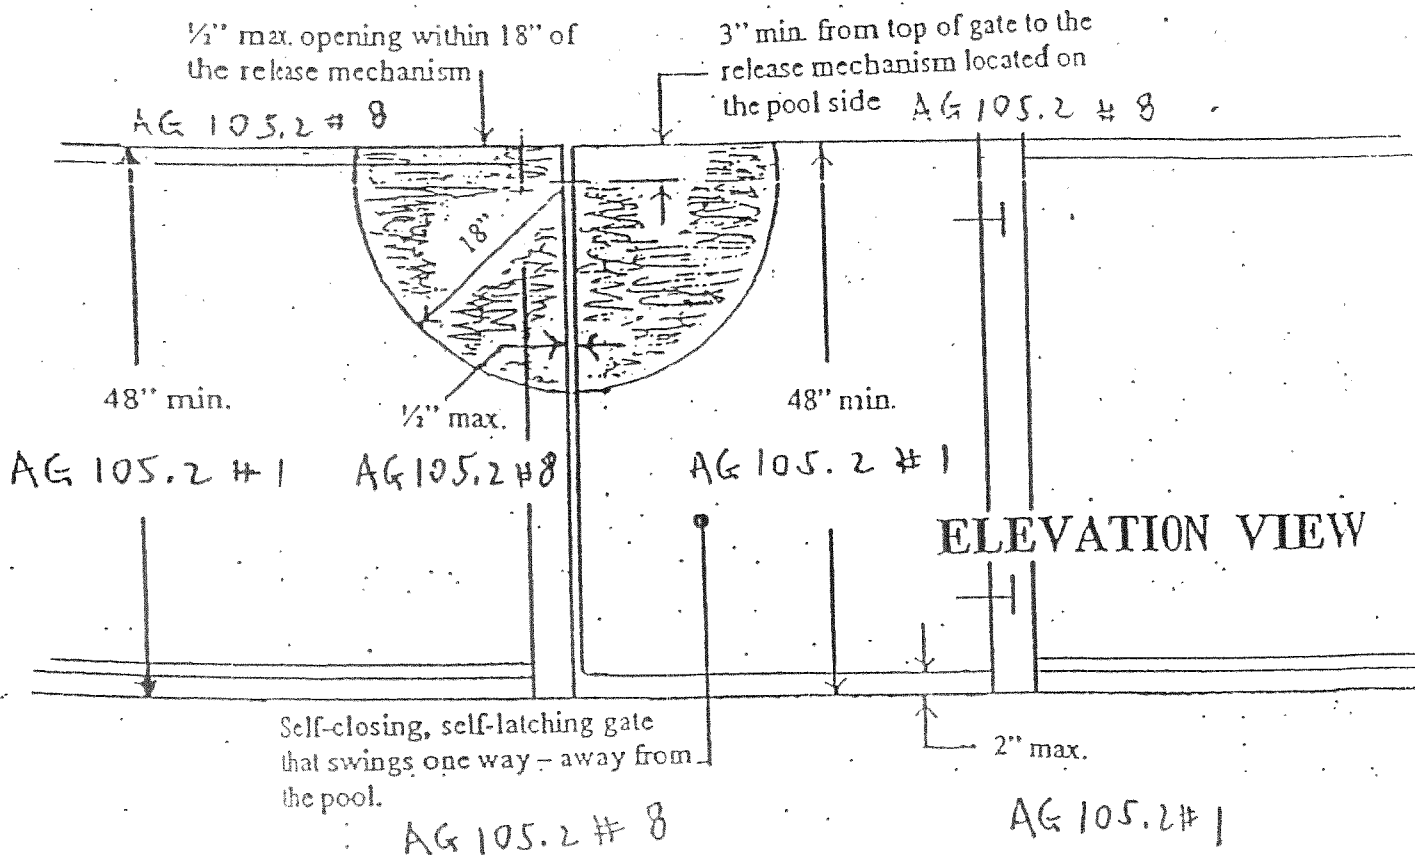 ½" max. opening within 18" of
the release mechanism
AG 105.2 # 8
3" min. from top of gate to the
release mechanism located on
the pool side
AG 105.2 # 8
18"
48" min.
½" max.
48" min.
AG 105.2 # 1
AG 105.2 #8
AG 105.2 # 1
ELEVATION VIEW
Self-closing, self-latching gate
that swings one way – away from
the pool.
AG 105.2 # 8
2" max.
AG 105.2# 1